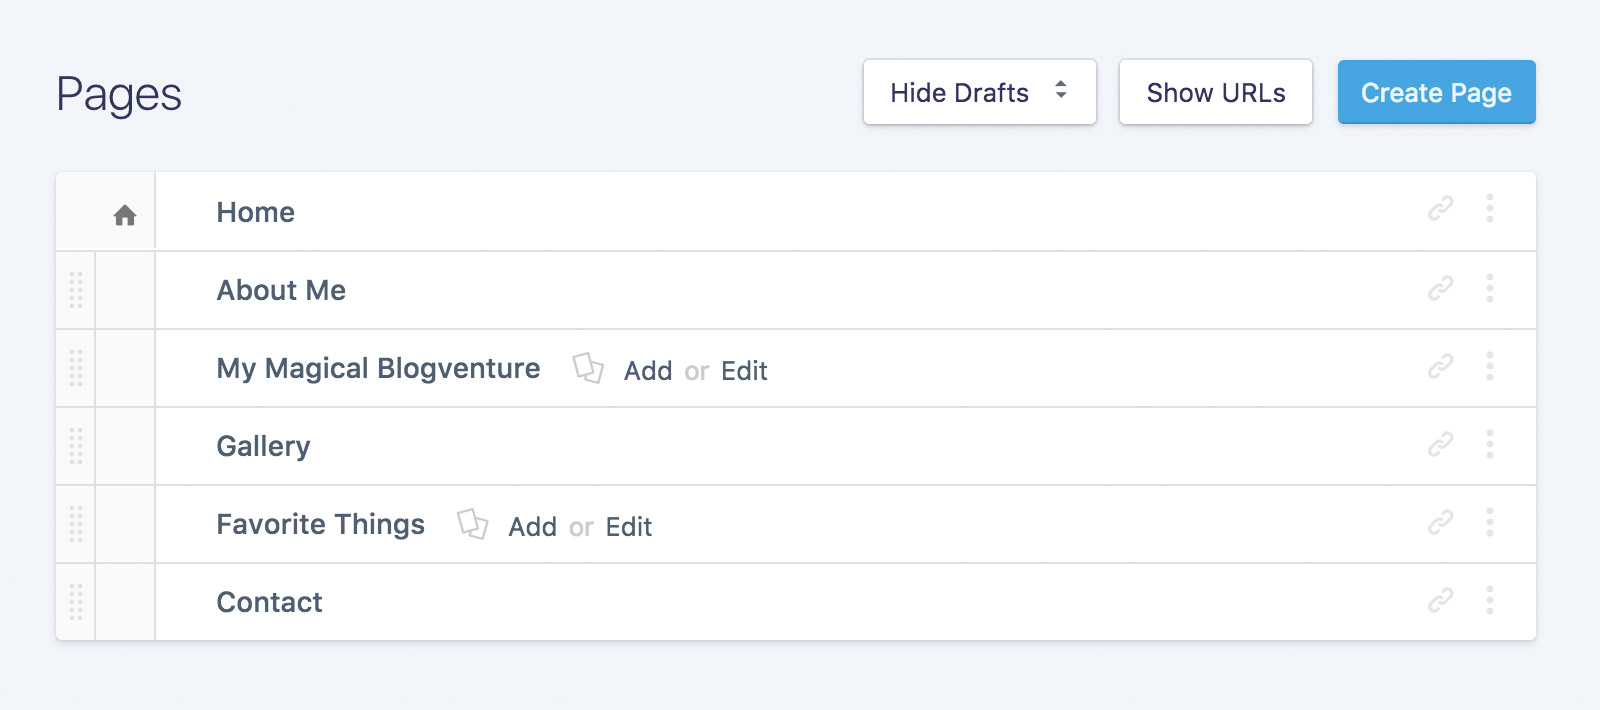 Pages
Hide Drafts
Show URLs
Create Page
Home
About Me
My Magical Blogventure Add or Edit
Gallery
Favorite Things Add or Edit
Contact